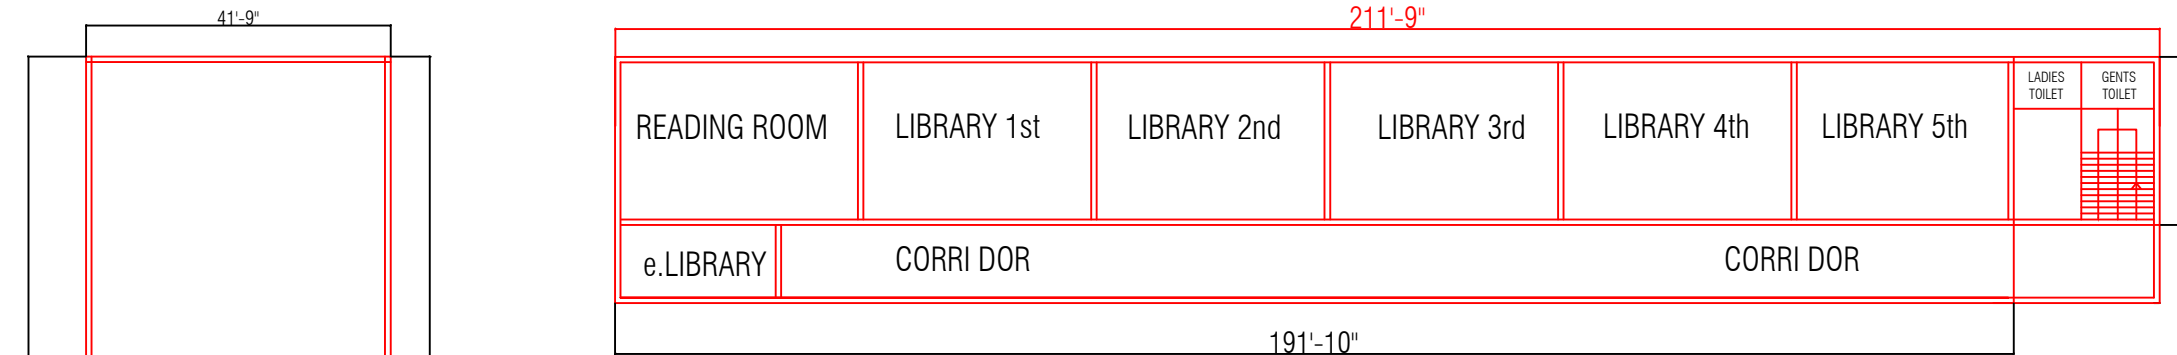 41'-9"
211'-9"
LADIES
TOILET
GENTS
TOILET
READING ROOM
LIBRARY 1st
LIBRARY 2nd
LIBRARY 3rd
LIBRARY 4th
LIBRARY 5th
e.LIBRARY
CORRI DOR
CORRI DOR
191'-10"